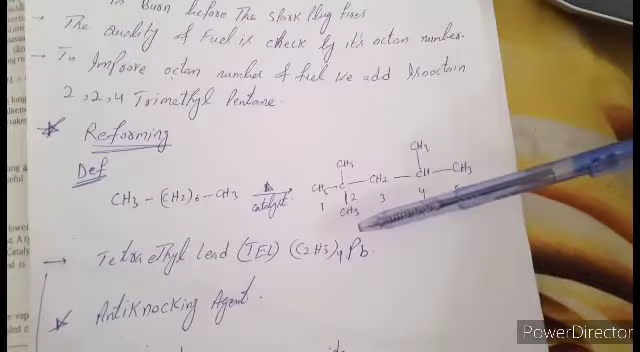 Burn before The Spark Plug fires
→ The quality of Fuel is check by it's octan number.
→ To Improve octan number of fuel we add Isooctain
2,2,4 Trimethyl Pentane.
* Reforming
Def
CH3
CH3
CH3-(CH2)6-CH3 Δ catalyst → CH3-C-CH2-CH-CH3
1 2 3 4 5
CH3
→ Tetra ethyl Lead (TEL) (C2H5)4 Pb.
* AntiKnocking Agent.
PowerDirector